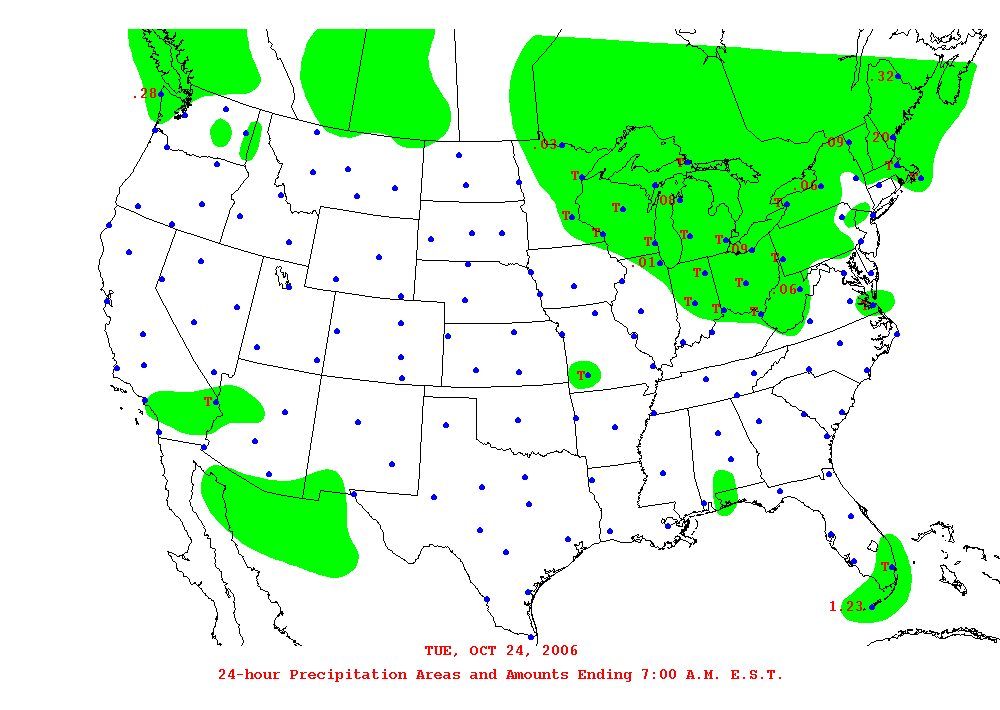 .32
.28
.20
.03
.09
T
T
T
T
.06
.08
T
T
T
T
T
T
.09
T
.01
T
T
.06
T
T
T
T
T
T
T
1.23
TUE, OCT 24, 2006
24-hour Precipitation Areas and Amounts Ending 7:00 A.M. E.S.T.